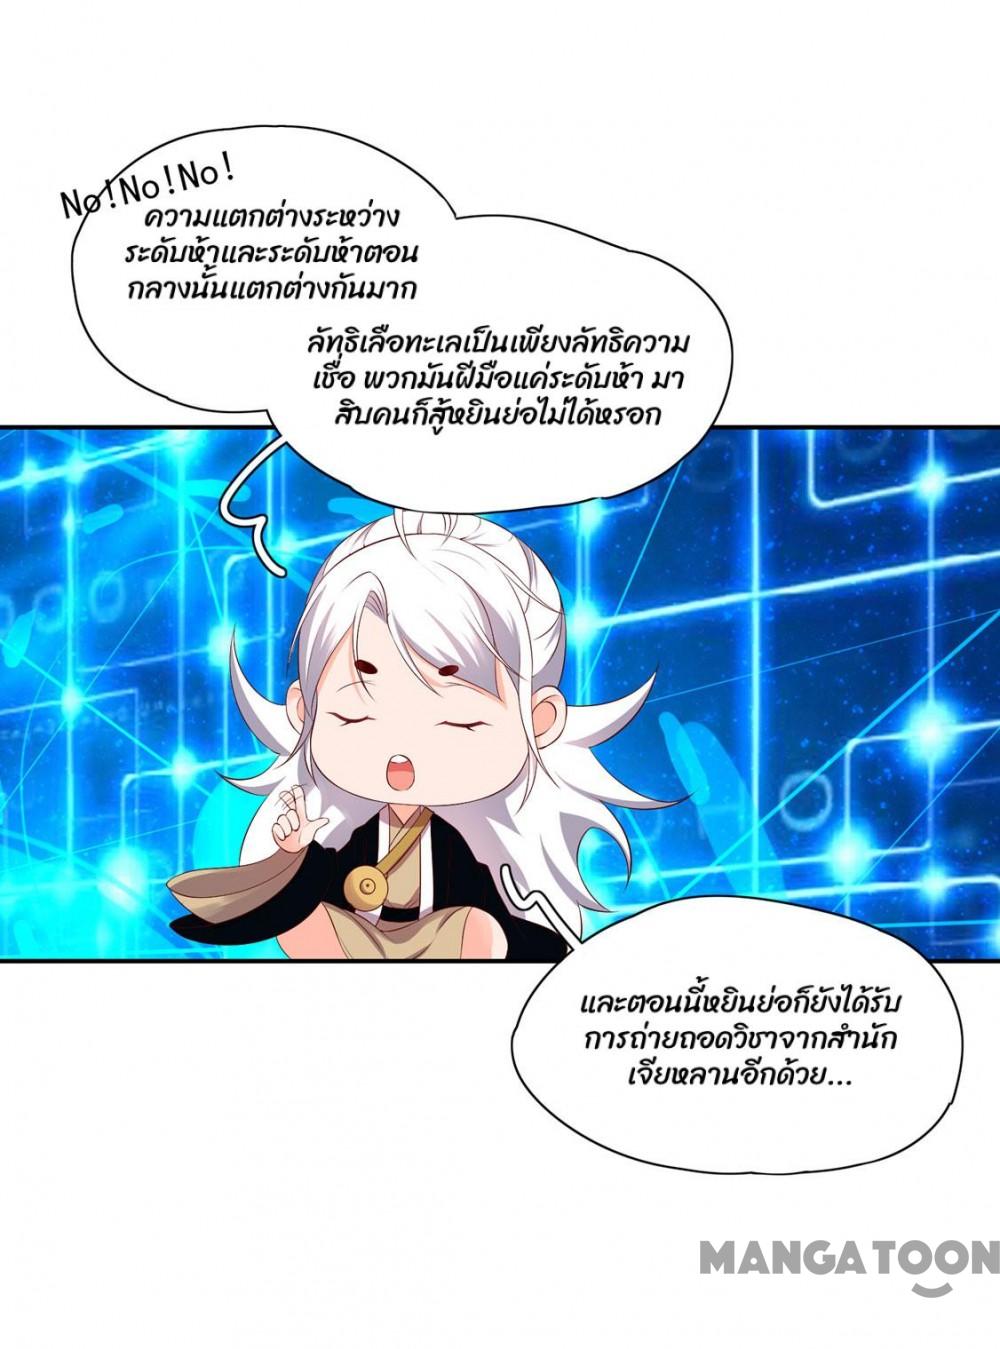 No!No!No!
ความแตกต่างระหว่าง
ระดับห้าและระดับห้าตอน
กลางนั้นแตกต่างกันมาก
ลัทธิเลือทะเลเป็นเพียงลัทธิความ
เชื่อ พวกมันฝีมือแค่ระดับห้า มา
สิบคนก็สู้หยินย่อไม่ได้หรอก
และตอนนี้หยินย่อก็ยังได้รับ
การถ่ายถอดวิชาจากสำนัก
เจียหลานอีกด้วย...
MANGATOON